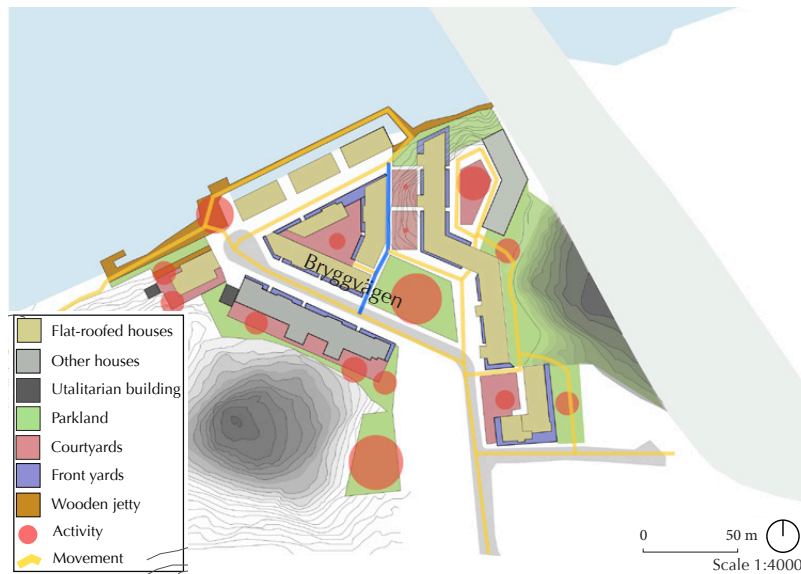 Bryggvägen
Flat-roofed houses
Other houses
Utalitarian building
Parkland
Courtyards
Front yards
Wooden jetty
Activity
Movement
0 50 m
Scale 1:4000